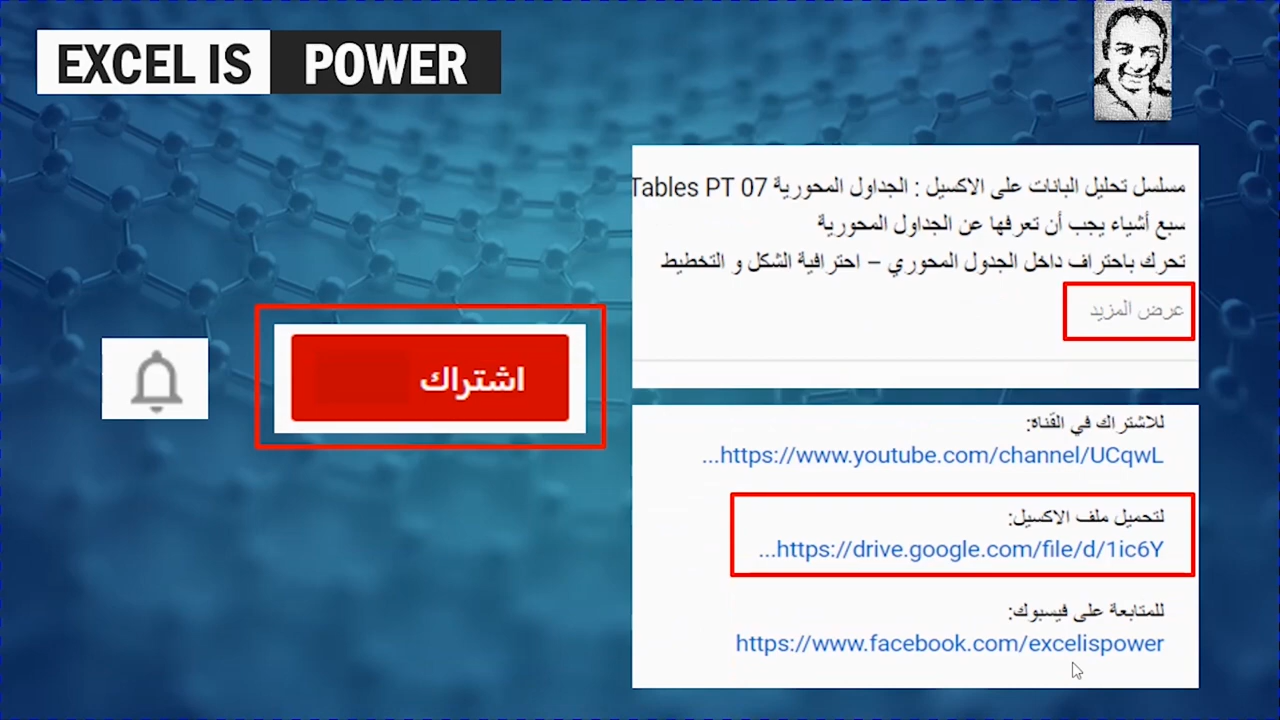 EXCEL IS POWER
مسلسل تحليل البانات على الاكسيل : الجداول المحورية Tables PT 07
سبع أشياء يجب أن تعرفها عن الجداول المحورية
تحرك باحتراف داخل الجدول المحوري – احترافية الشكل و التخطيط
عرض المزيد
اشتراك
للاشتراك في القناة:
https://www.youtube.com/channel/UCqwL...
لتحميل ملف الاكسيل:
https://drive.google.com/file/d/1ic6Y...
للمتابعة على فيسبوك:
https://www.facebook.com/excelispower